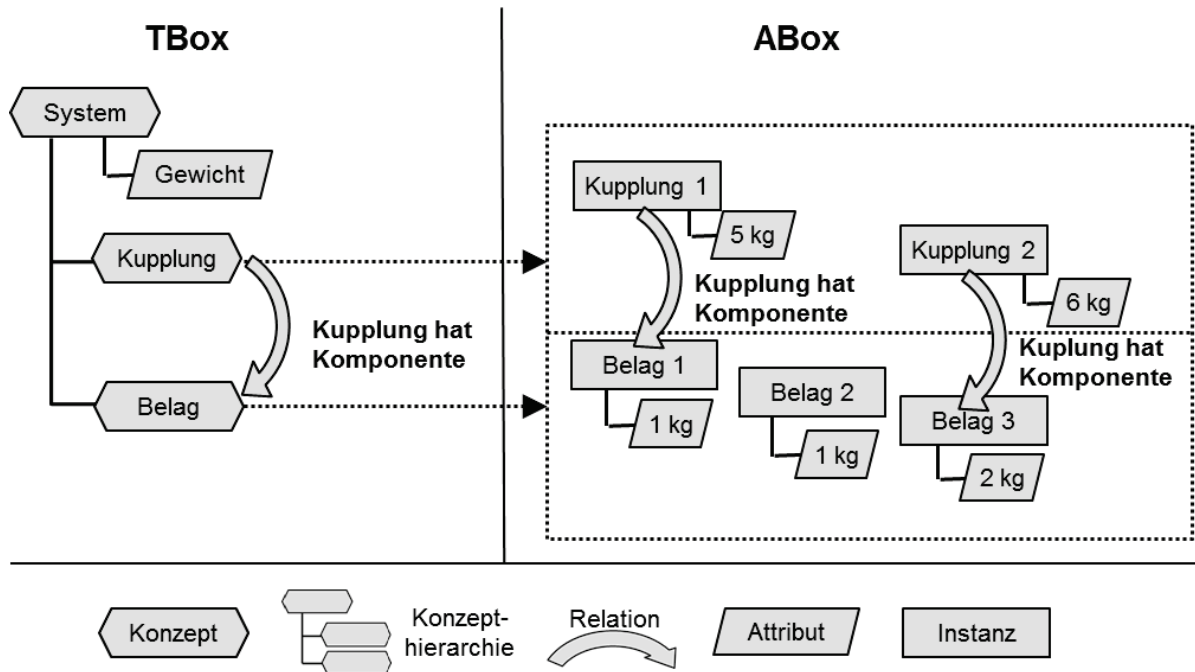 TBox
System
Gewicht
Kupplung
Kupplung hat
Komponente
Belag
ABox
Kupplung 1
5 kg
Kupplung hat
Komponente
Kupplung 2
6 kg
Kuplung hat
Komponente
Belag 1
1 kg
Belag 2
1 kg
Belag 3
2 kg
Konzept
Konzept-
hierarchie
Relation
Attribut
Instanz